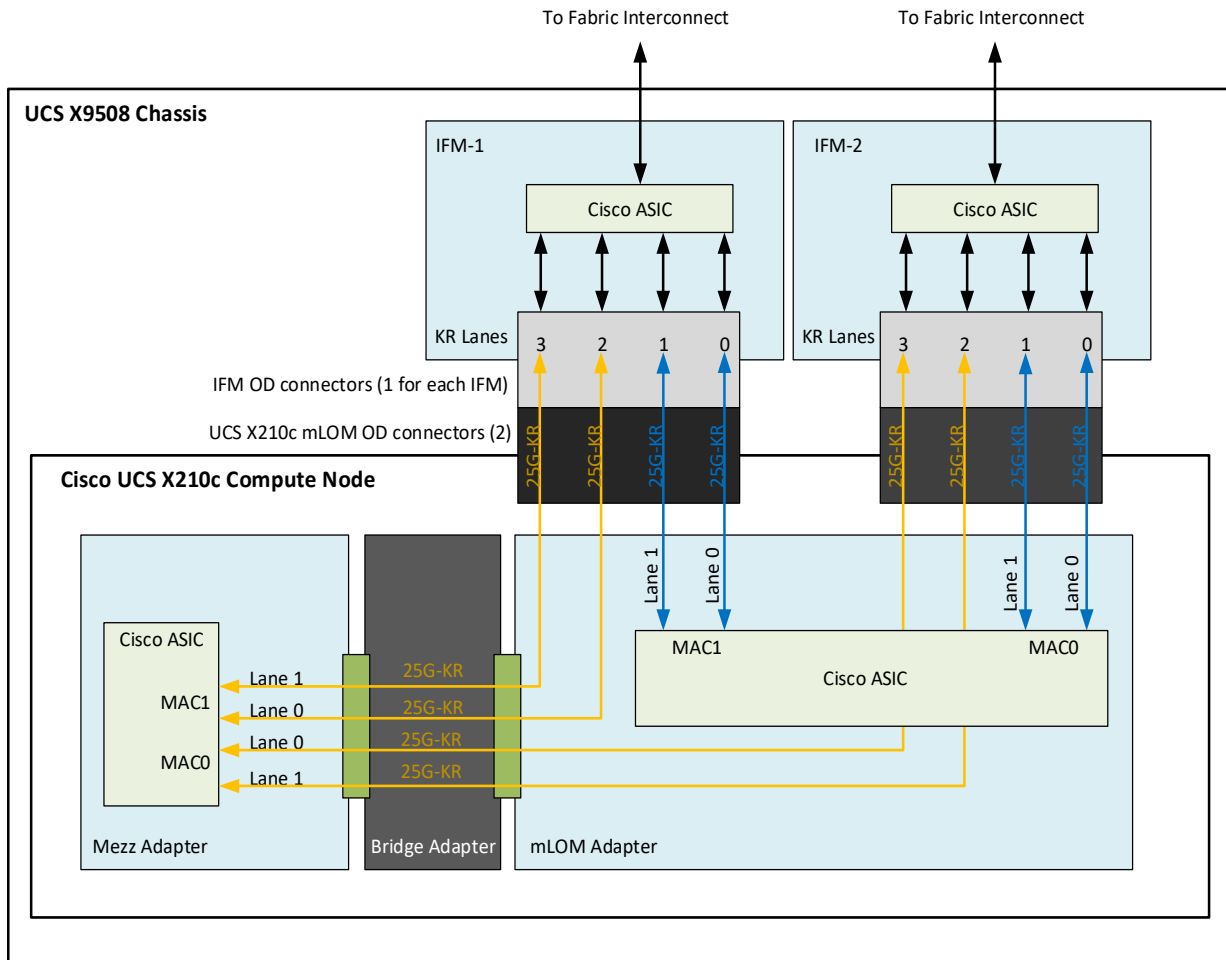 To Fabric Interconnect
To Fabric Interconnect
UCS X9508 Chassis
IFM-1
IFM-2
Cisco ASIC
Cisco ASIC
KR Lanes
3
2
1
0
KR Lanes
3
2
1
0
IFM OD connectors (1 for each IFM)
UCS X210c mLOM OD connectors (2)
25G-KR
25G-KR
25G-KR
25G-KR
25G-KR
25G-KR
25G-KR
25G-KR
Cisco UCS X210c Compute Node
Lane 1
Lane 0
Lane 1
Lane 0
Cisco ASIC
MAC1
MAC0
Cisco ASIC
Lane 1
25G-KR
MAC1
Lane 0
25G-KR
Lane 0
25G-KR
MAC0
Lane 1
25G-KR
Mezz Adapter
Bridge Adapter
mLOM Adapter